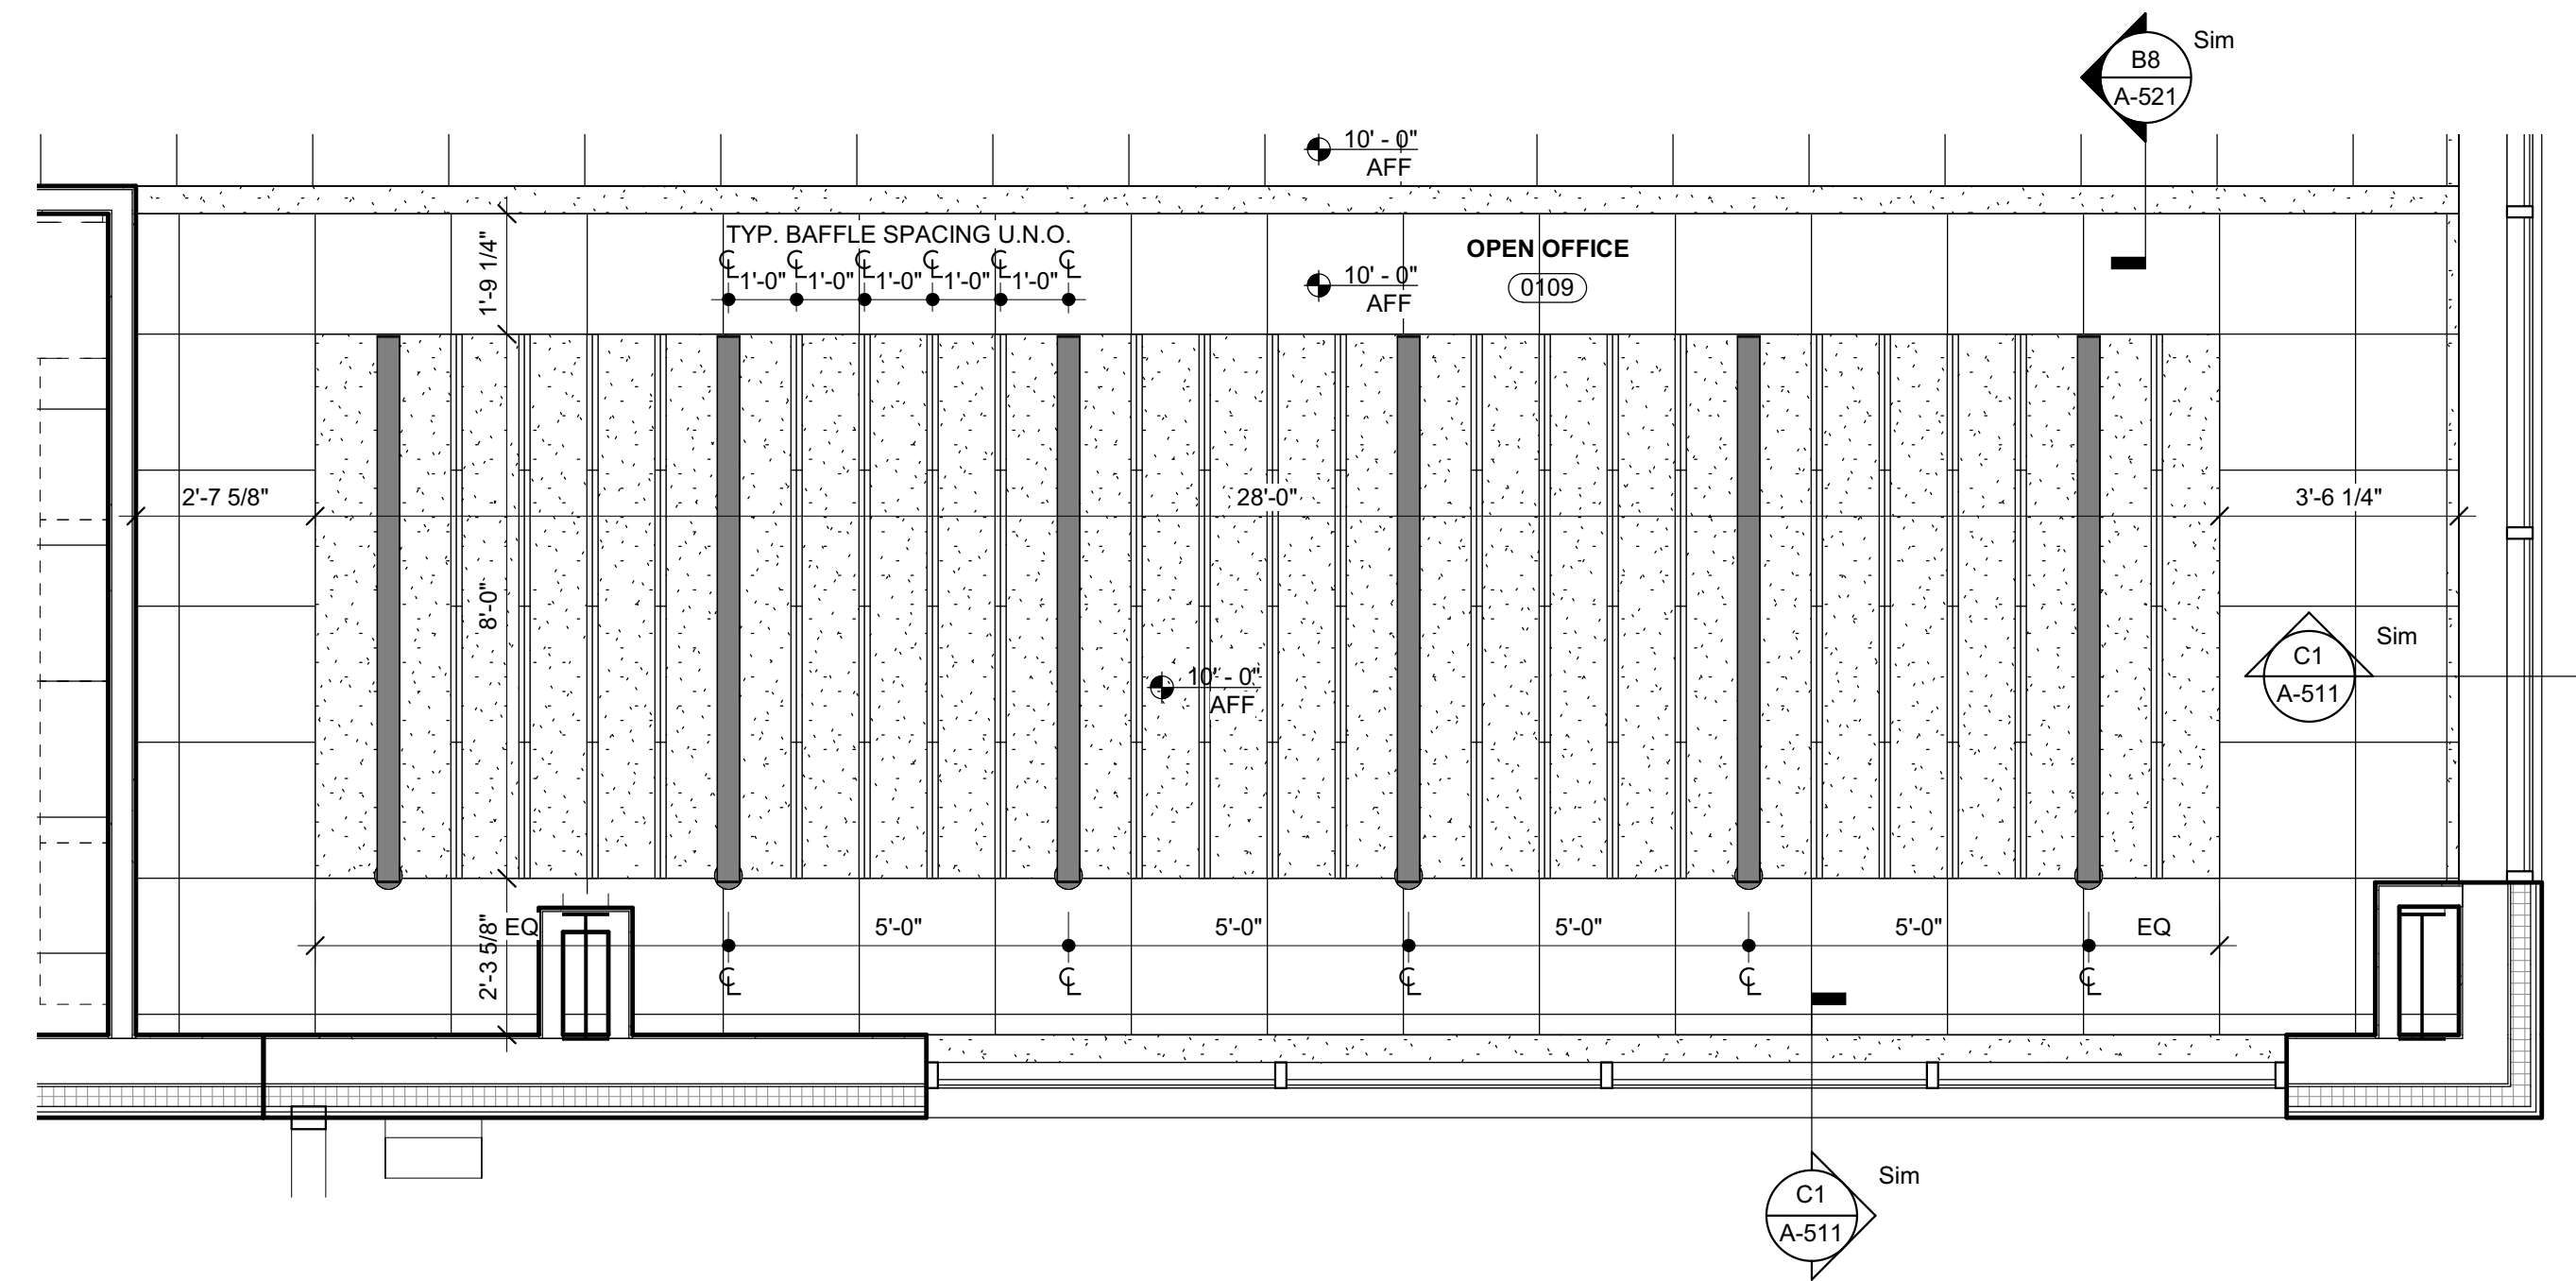 B8
A-521
Sim
10' - 0"
AFF
TYP. BAFFLE SPACING U.N.O.
℄ ℄ ℄ ℄ ℄ ℄
1'-0" 1'-0" 1'-0" 1'-0" 1'-0"
1'-9 1/4"
10' - 0"
AFF
OPEN OFFICE
0109
2'-7 5/8"
28'-0"
3'-6 1/4"
8'-0"
10' - 0"
AFF
C1
A-511
Sim
EQ 5'-0" 5'-0" 5'-0" 5'-0" EQ
2'-3 5/8"
℄ ℄ ℄ ℄ ℄
C1
A-511
Sim